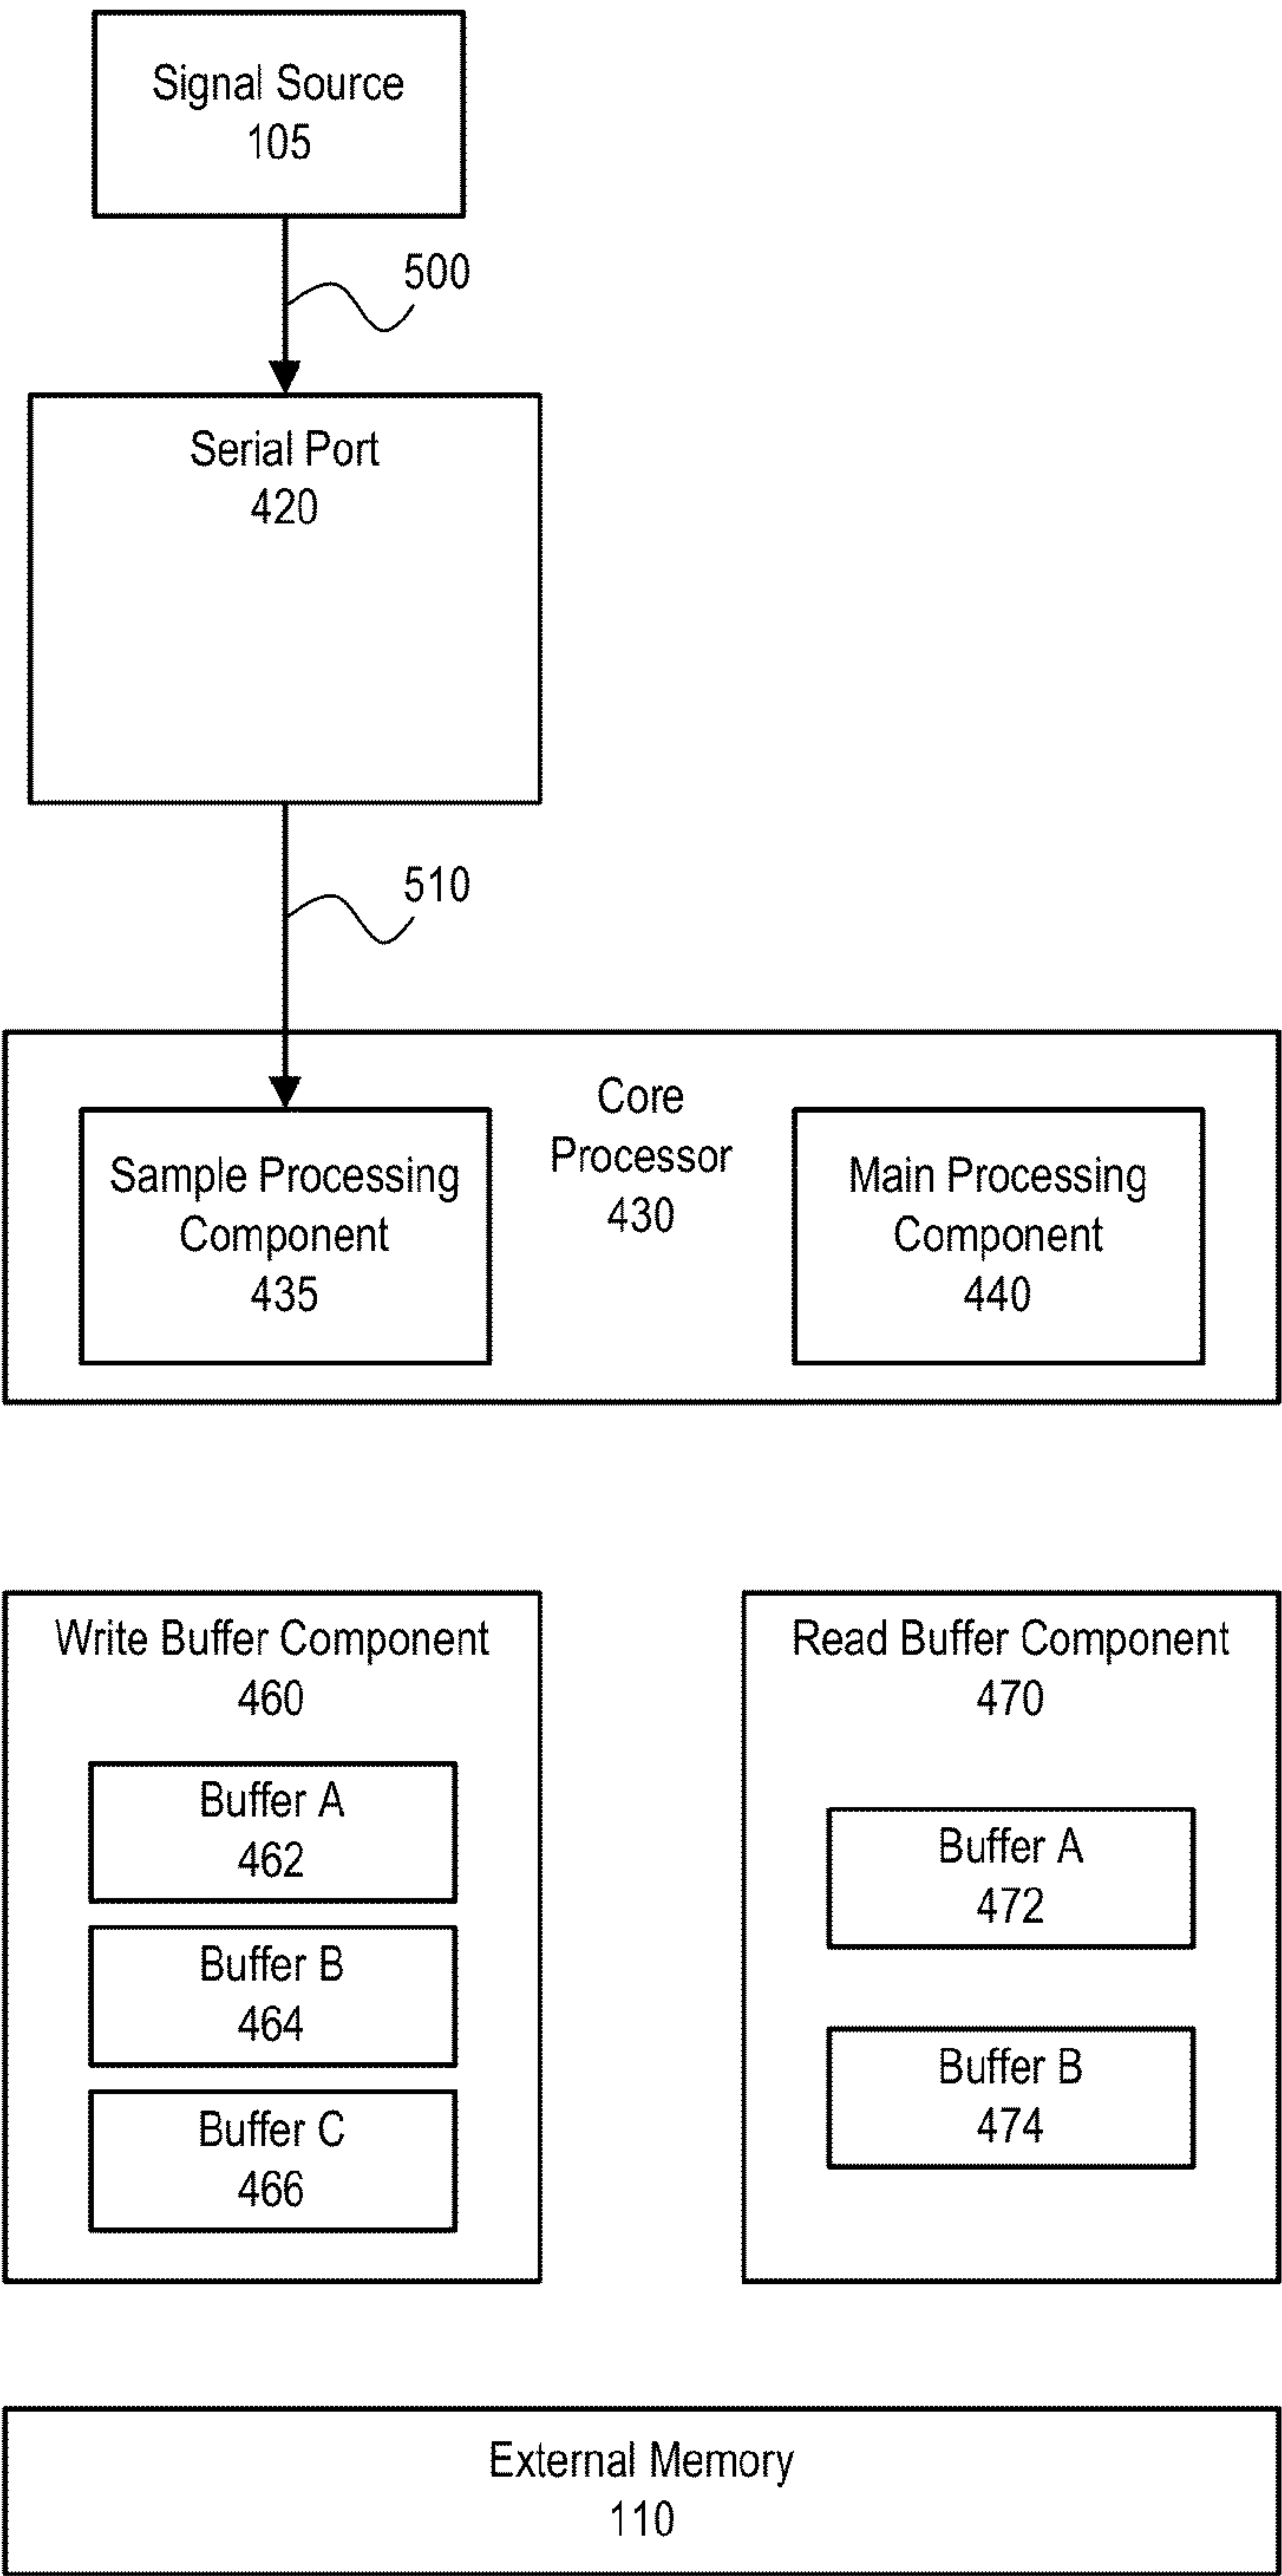 Signal Source
105
500
Serial Port
420
510
Core
Processor
430
Sample Processing
Component
435
Main Processing
Component
440
Write Buffer Component
460
Buffer A
462
Buffer B
464
Buffer C
466
Read Buffer Component
470
Buffer A
472
Buffer B
474
External Memory
110